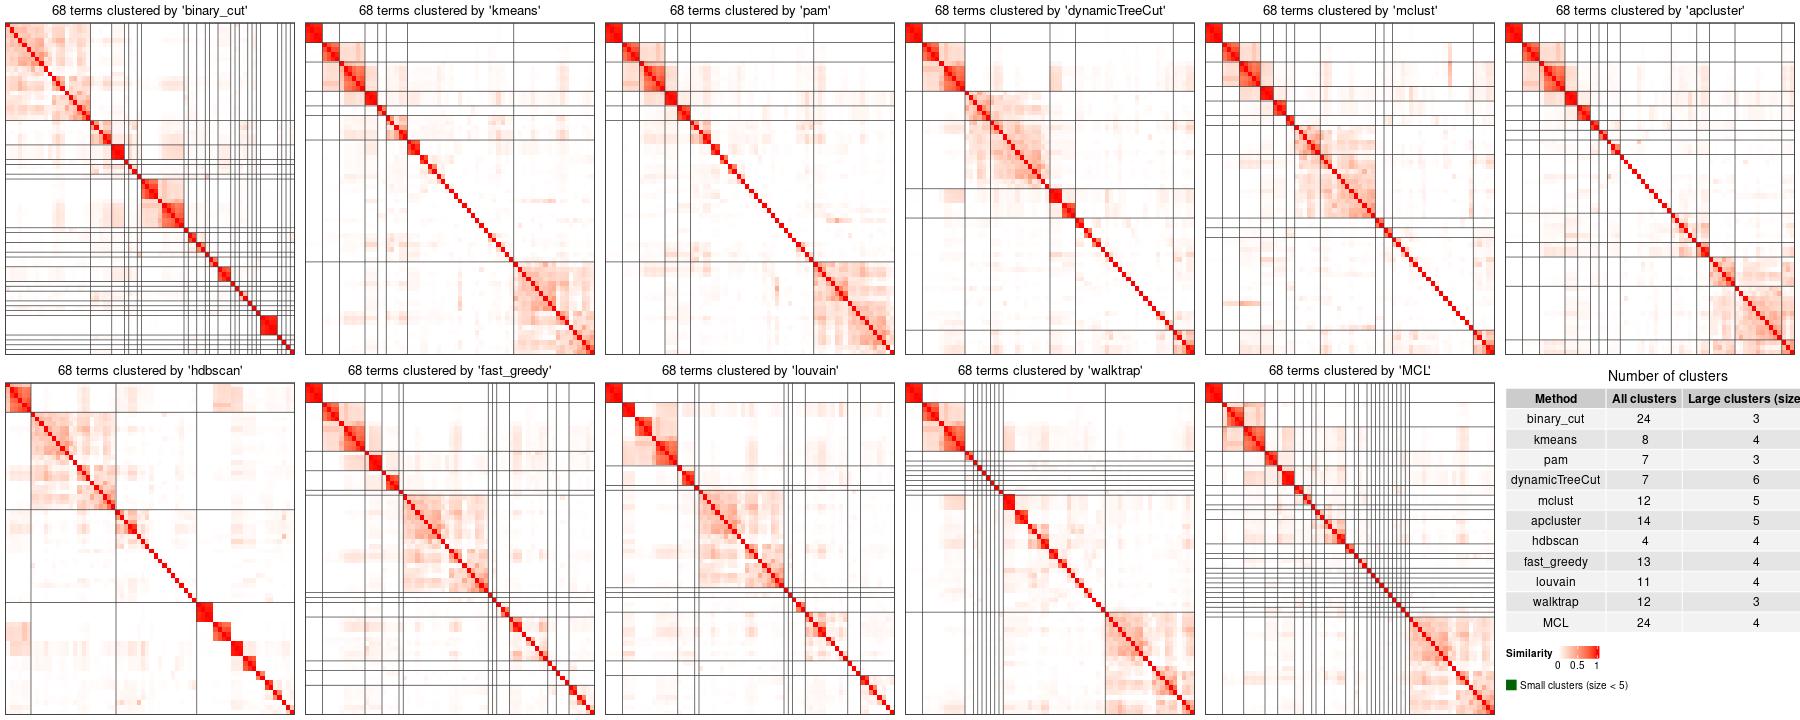 68 terms clustered by 'binary_cut'
68 terms clustered by 'kmeans'
68 terms clustered by 'pam'
68 terms clustered by 'dynamicTreeCut'
68 terms clustered by 'mclust'
68 terms clustered by 'apcluster'
68 terms clustered by 'hdbscan'
68 terms clustered by 'fast_greedy'
68 terms clustered by 'louvain'
68 terms clustered by 'walktrap'
68 terms clustered by 'MCL'
Number of clusters
Method All clusters Large clusters (size
binary_cut 24 3
kmeans 8 4
pam 7 3
dynamicTreeCut 7 6
mclust 12 5
apcluster 14 5
hdbscan 4 4
fast_greedy 13 4
louvain 11 4
walktrap 12 3
MCL 24 4
Similarity
0 0.5 1
Small clusters (size < 5)